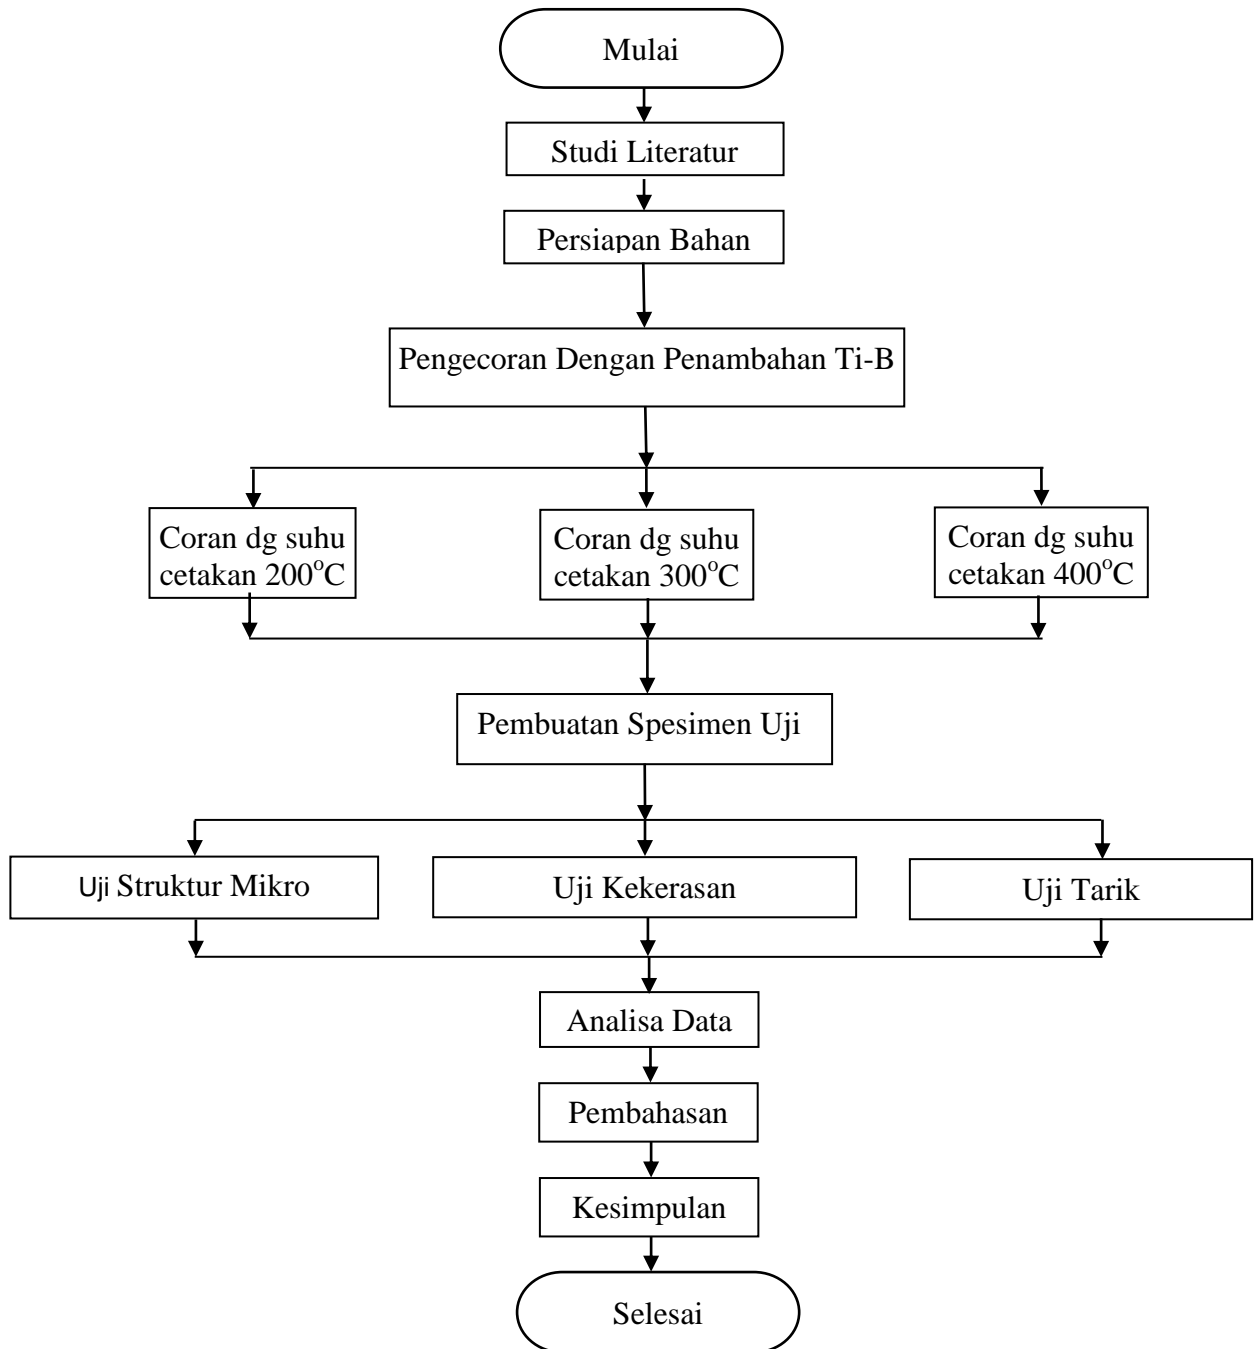 Mulai
Studi Literatur
Persiapan Bahan
Pengecoran Dengan Penambahan Ti-B
Coran dg suhu
cetakan 200°C
Coran dg suhu
cetakan 300°C
Coran dg suhu
cetakan 400°C
Pembuatan Spesimen Uji
Uji Struktur Mikro
Uji Kekerasan
Uji Tarik
Analisa Data
Pembahasan
Kesimpulan
Selesai